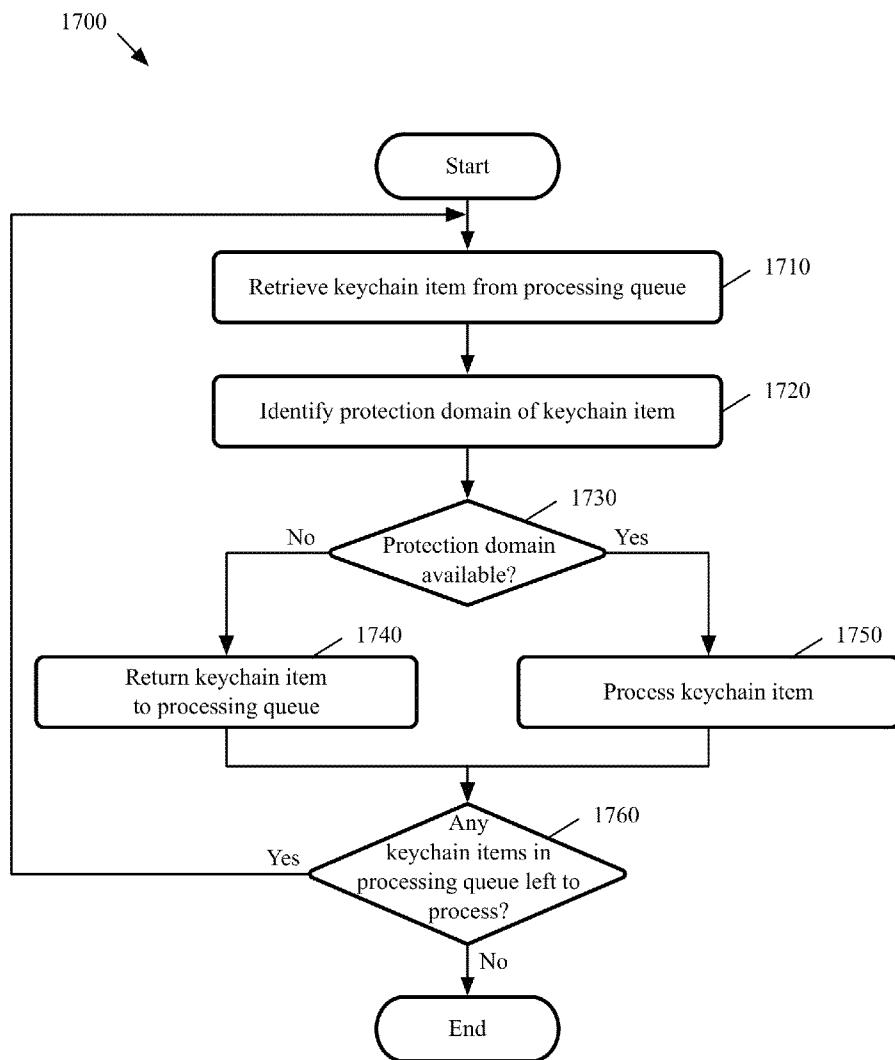 1700
Start
1710
Retrieve keychain item from processing queue
1720
Identify protection domain of keychain item
1730
No
Yes
Protection domain
available?
1740
1750
Return keychain item
to processing queue
Process keychain item
1760
Any
Yes
keychain items in
processing queue left to
process?
No
End